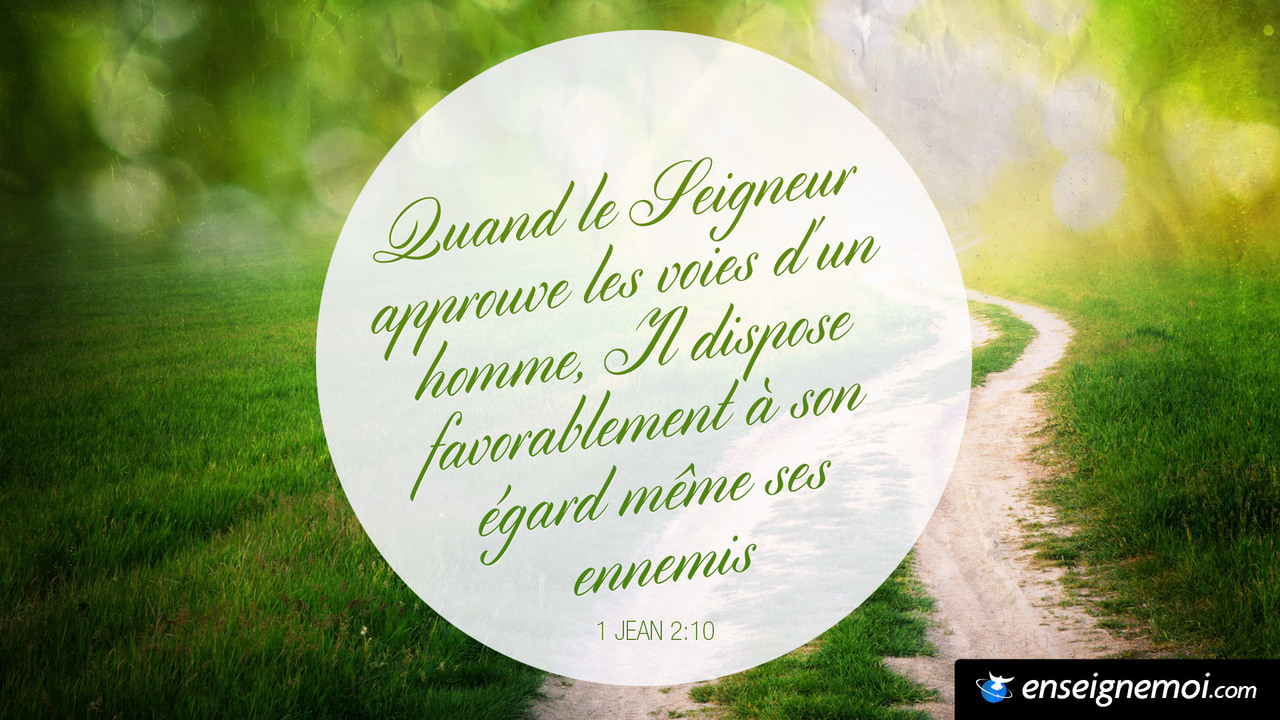 Quand le Seigneur
approuve les voies d'un
homme, Il dispose
favorablement à son
égard même ses
ennemis
1 JEAN 2:10
enseignemoi.com